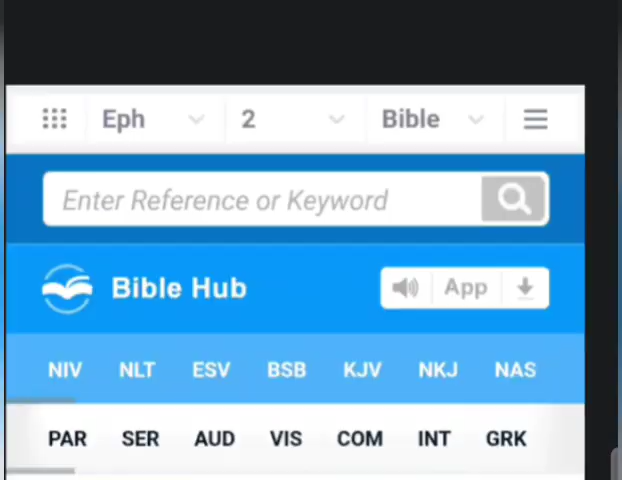 Eph 2 Bible
Enter Reference or Keyword
Bible Hub App
NIV NLT ESV BSB KJV NKJ NAS
PAR SER AUD VIS COM INT GRK